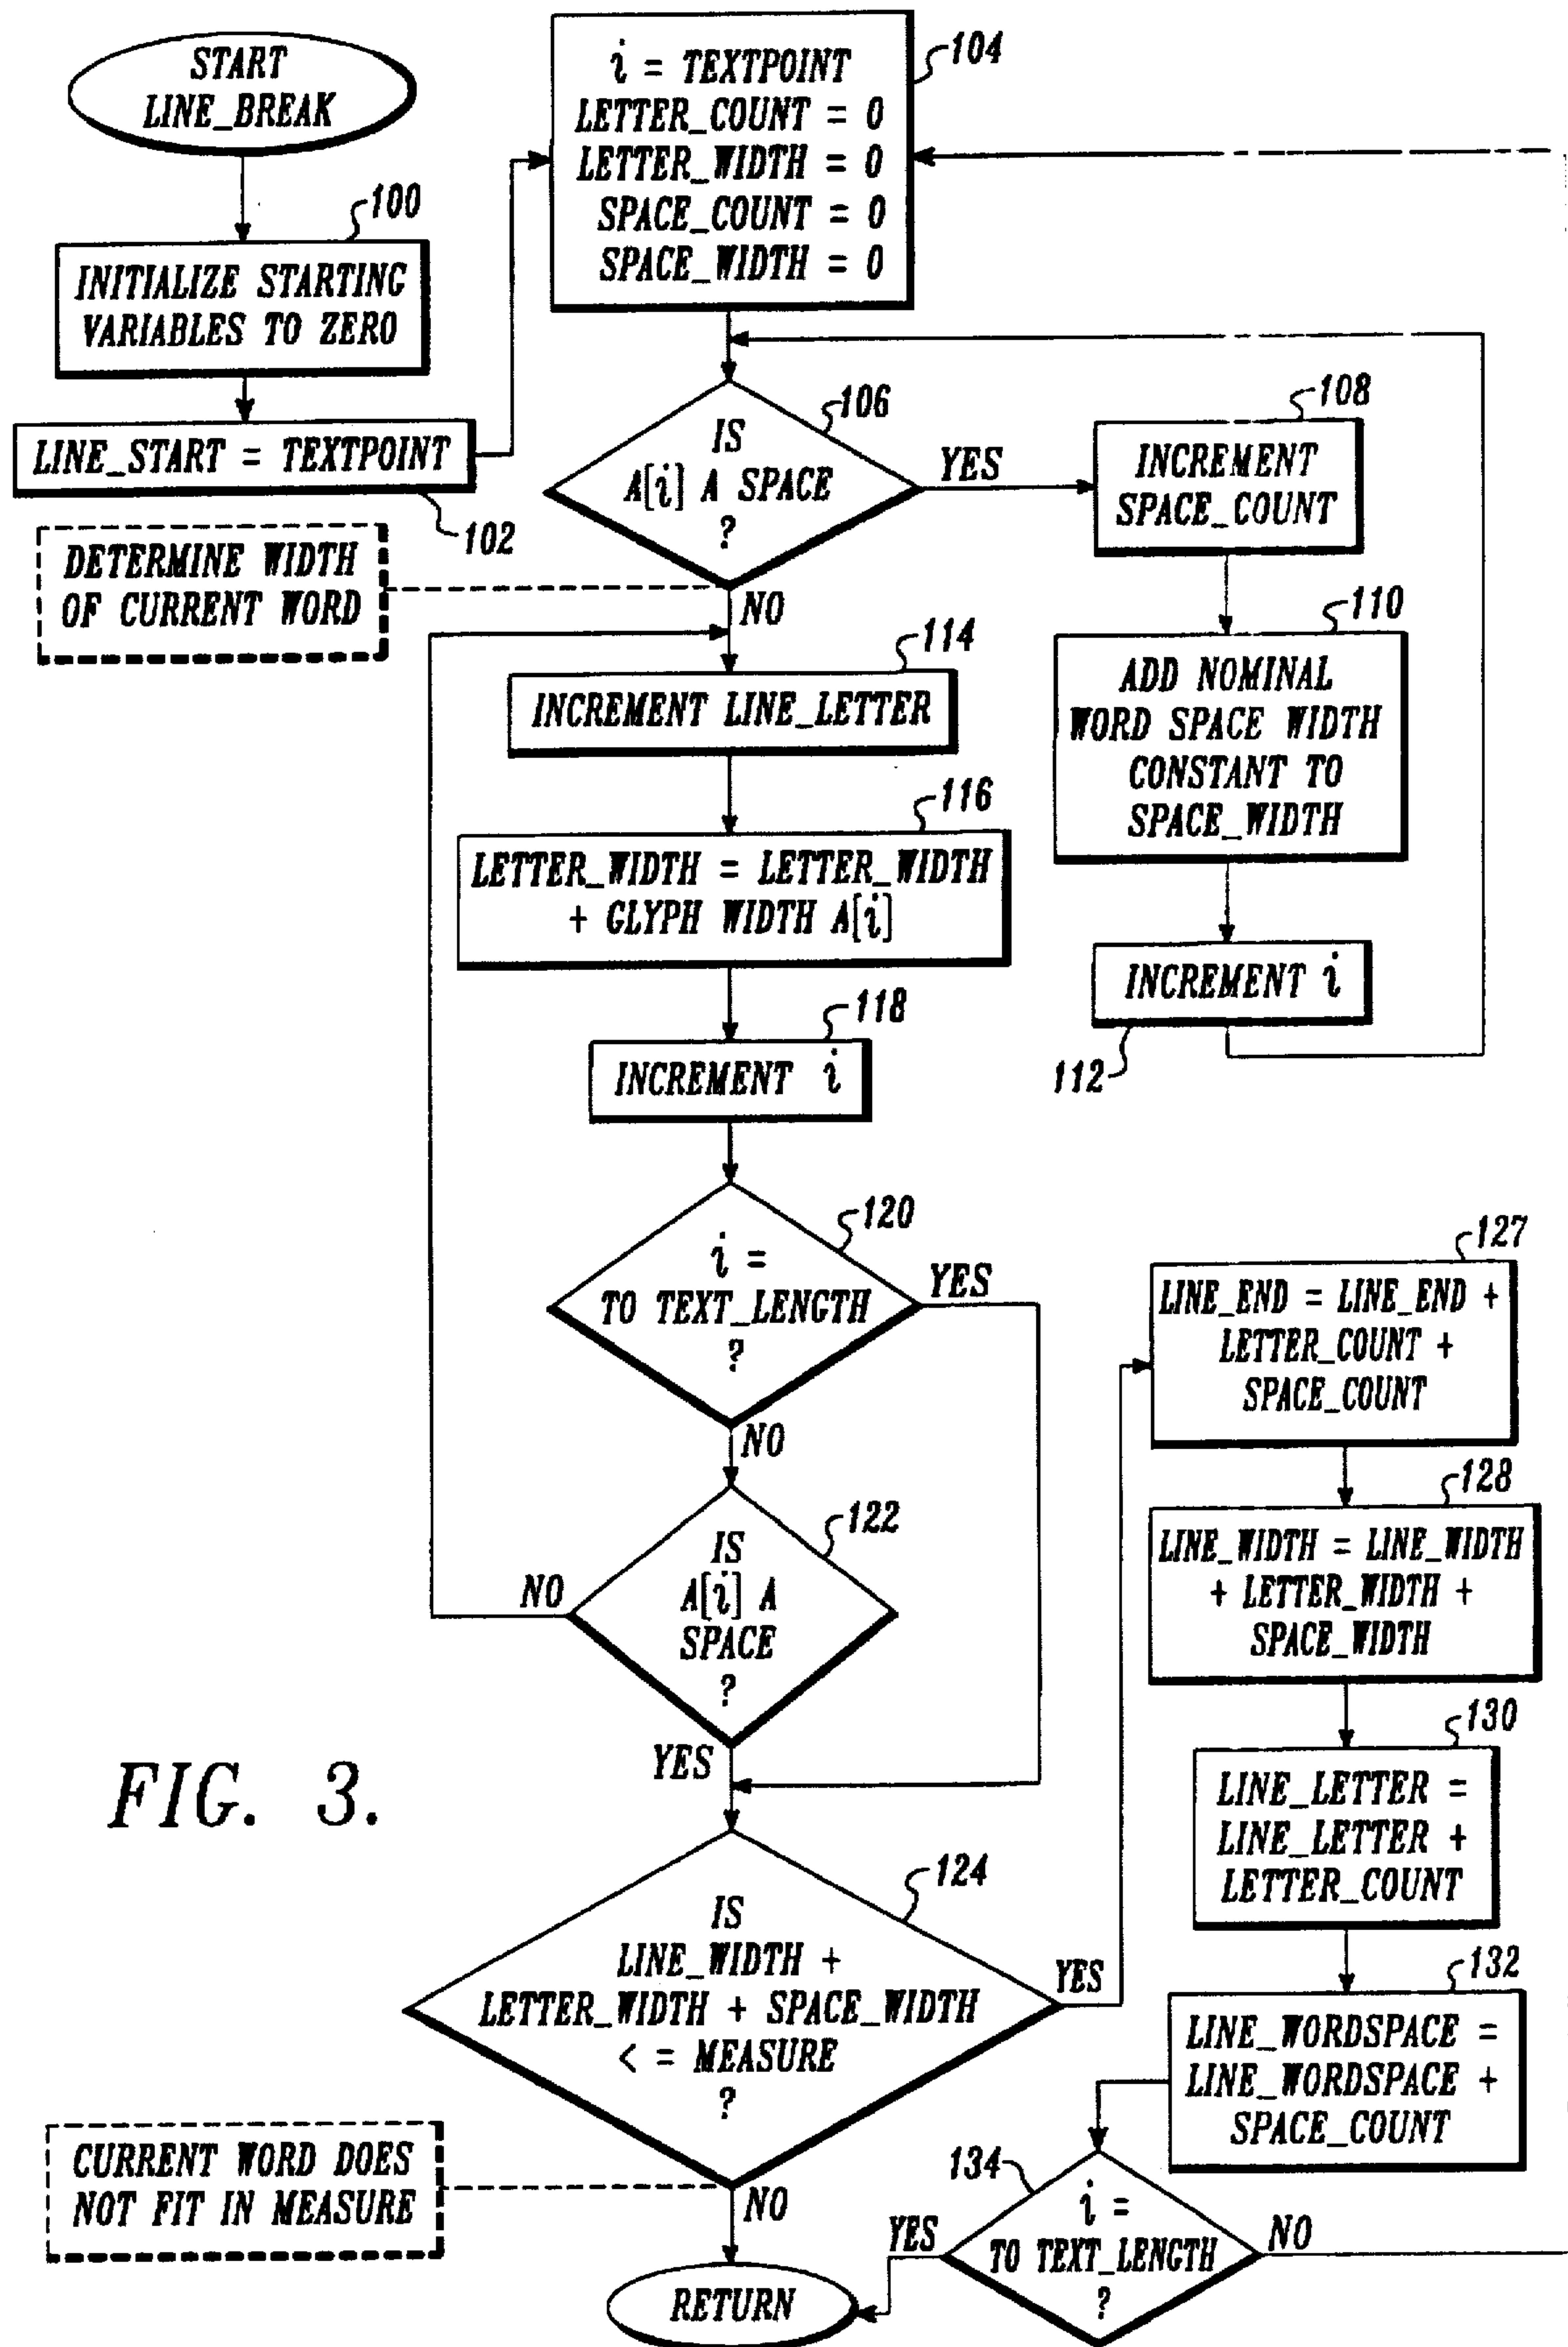 START
LINE_BREAK
100
INITIALIZE STARTING
VARIABLES TO ZERO
LINE_START = TEXTPOINT
102
104
i = TEXTPOINT
LETTER_COUNT = 0
LETTER_WIDTH = 0
SPACE_COUNT = 0
SPACE_WIDTH = 0
106
IS
A[i] A SPACE
?
YES
NO
DETERMINE WIDTH
OF CURRENT WORD
108
INCREMENT
SPACE_COUNT
110
ADD NOMINAL
WORD SPACE WIDTH
CONSTANT TO
SPACE_WIDTH
INCREMENT i
112
114
INCREMENT LINE_LETTER
116
LETTER_WIDTH = LETTER_WIDTH
+ GLYPH WIDTH A[i]
118
INCREMENT i
120
i =
TO TEXT_LENGTH
?
YES
NO
122
IS
A[i] A
SPACE
?
NO
YES
FIG. 3.
124
IS
LINE_WIDTH +
LETTER_WIDTH + SPACE_WIDTH
< = MEASURE
?
YES
NO
CURRENT WORD DOES
NOT FIT IN MEASURE
127
LINE_END = LINE_END +
LETTER_COUNT +
SPACE_COUNT
128
LINE_WIDTH = LINE_WIDTH
+ LETTER_WIDTH +
SPACE_WIDTH
130
LINE_LETTER =
LINE_LETTER +
LETTER_COUNT
132
LINE_WORDSPACE =
LINE_WORDSPACE +
SPACE_COUNT
134
i =
TO TEXT_LENGTH
?
YES
NO
RETURN